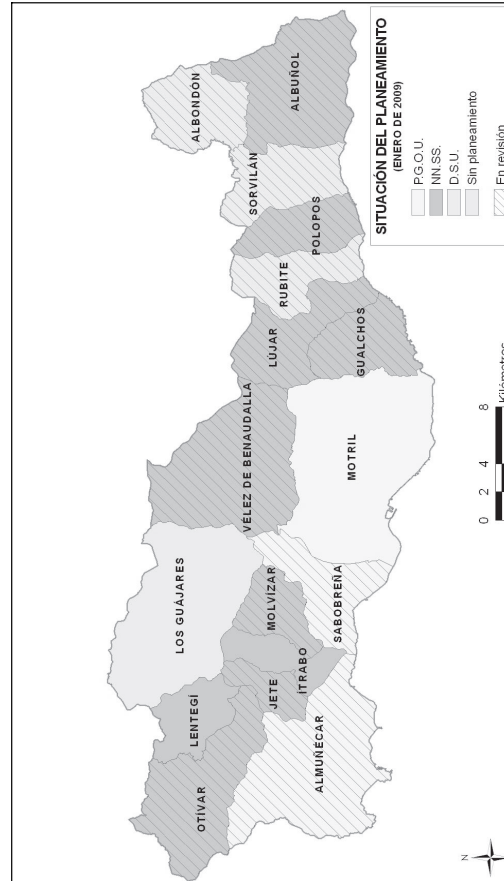 SITUACIÓN DEL PLANEAMIENTO
(ENERO DE 2009)
P.G.O.U.
NN.SS.
D.S.U.
Sin planeamiento
En revisión
ALBONDÓN
ALBUÑOL
SORVILÁN
POLOPOS
RUBITE
LÚJAR
GUALCHOS
VÉLEZ DE BENAUDALLA
MOTRIL
LOS GUÁJARES
MOLVÍZAR
SABOBREÑA
ÍTRABO
JETE
LENTEGÍ
OTÍVAR
ALMUÑÉCAR
0 2 4 8
Kilómetros
N